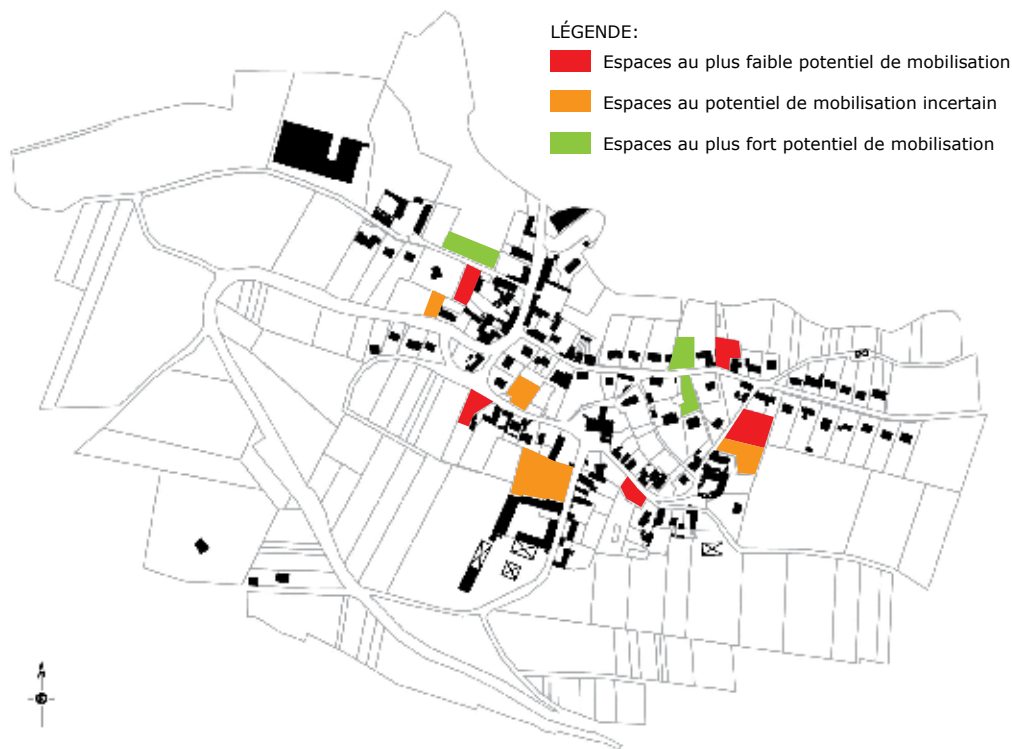 LÉGENDE:
Espaces au plus faible potentiel de mobilisation
Espaces au potentiel de mobilisation incertain
Espaces au plus fort potentiel de mobilisation